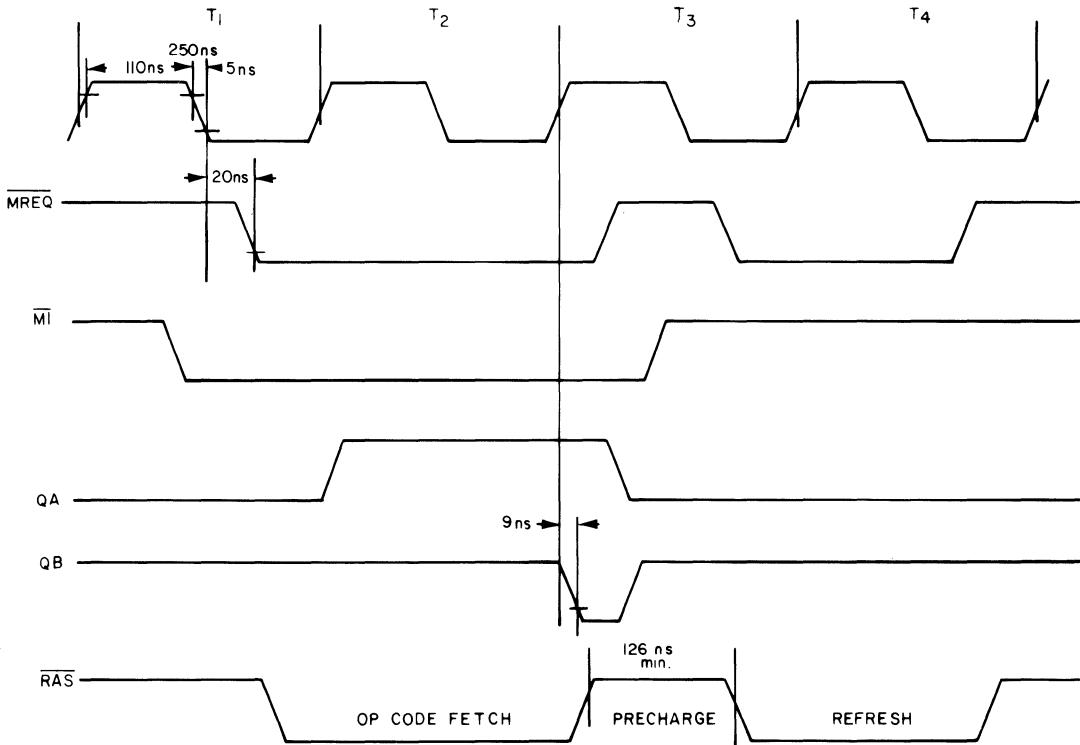 T1 T2 T3 T4
250ns
110ns 5ns
20ns
MREQ
M1
QA
9ns
QB
126 ns
min.
RAS
OP CODE FETCH PRECHARGE REFRESH